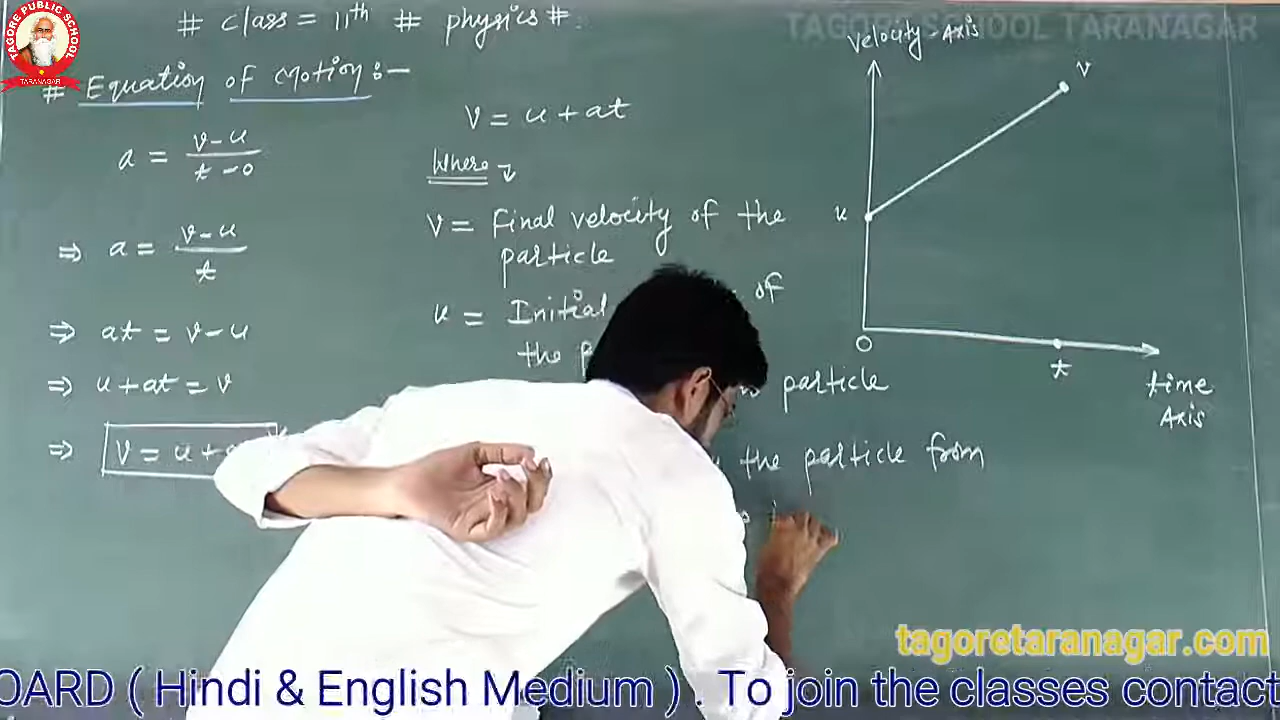 TAGORE PUBLIC SCHOOL
TARANAGAR
# class = 11th # physics #
TAGORE SCHOOL TARANAGAR
# Equation of Motion :-
a = v-u / t-0
⇒ a = v-u / t
⇒ at = v-u
⇒ u+at = v
⇒ V = u+
V = u + at
Where
V = Final velocity of the
particle
u = Initial of
the
particle
the particle from
Velocity Axis
V
u
O
t
time
Axis
tagoretaranagar.com
OARD ( Hindi & English Medium ) . To join the classes contact